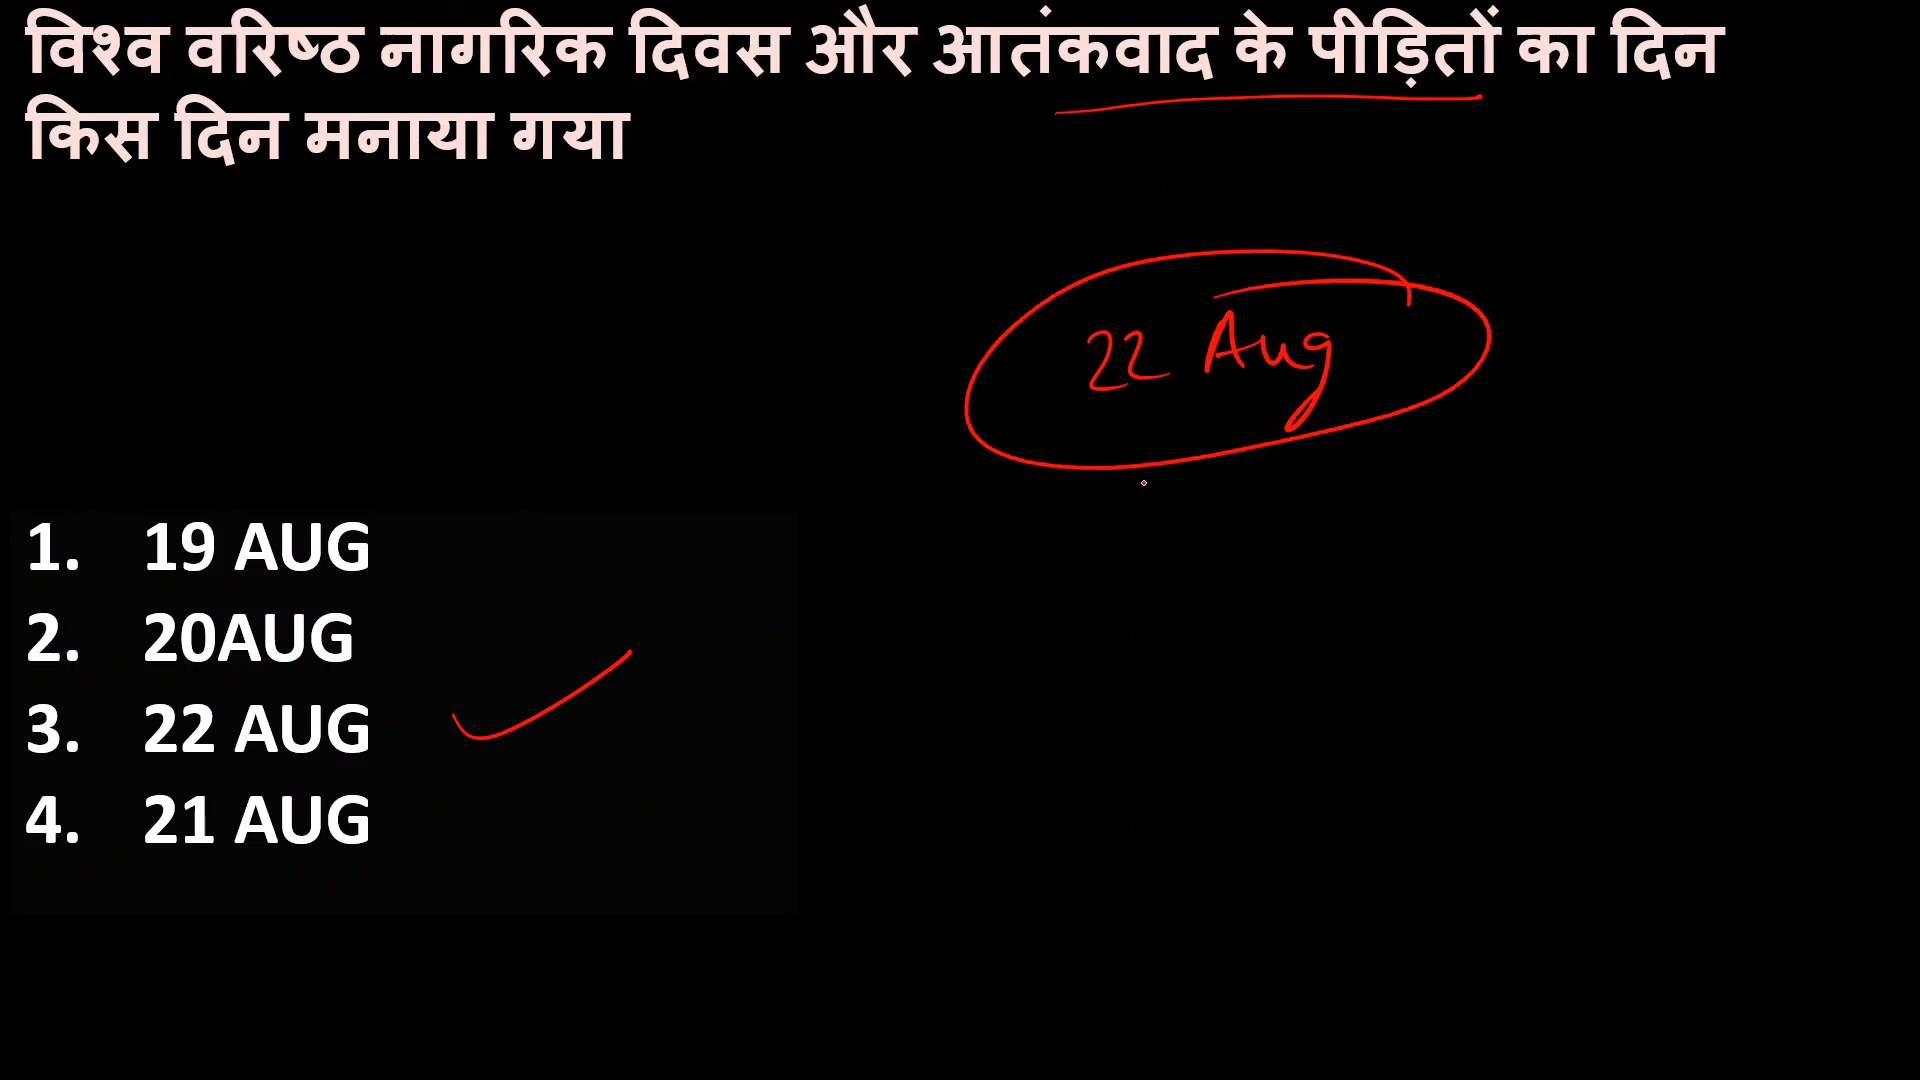 विश्व वरिष्ठ नागरिक दिवस और आतंकवाद के पीड़ितों का दिन
किस दिन मनाया गया
22 Aug
1. 19 AUG
2. 20AUG
3. 22 AUG
4. 21 AUG